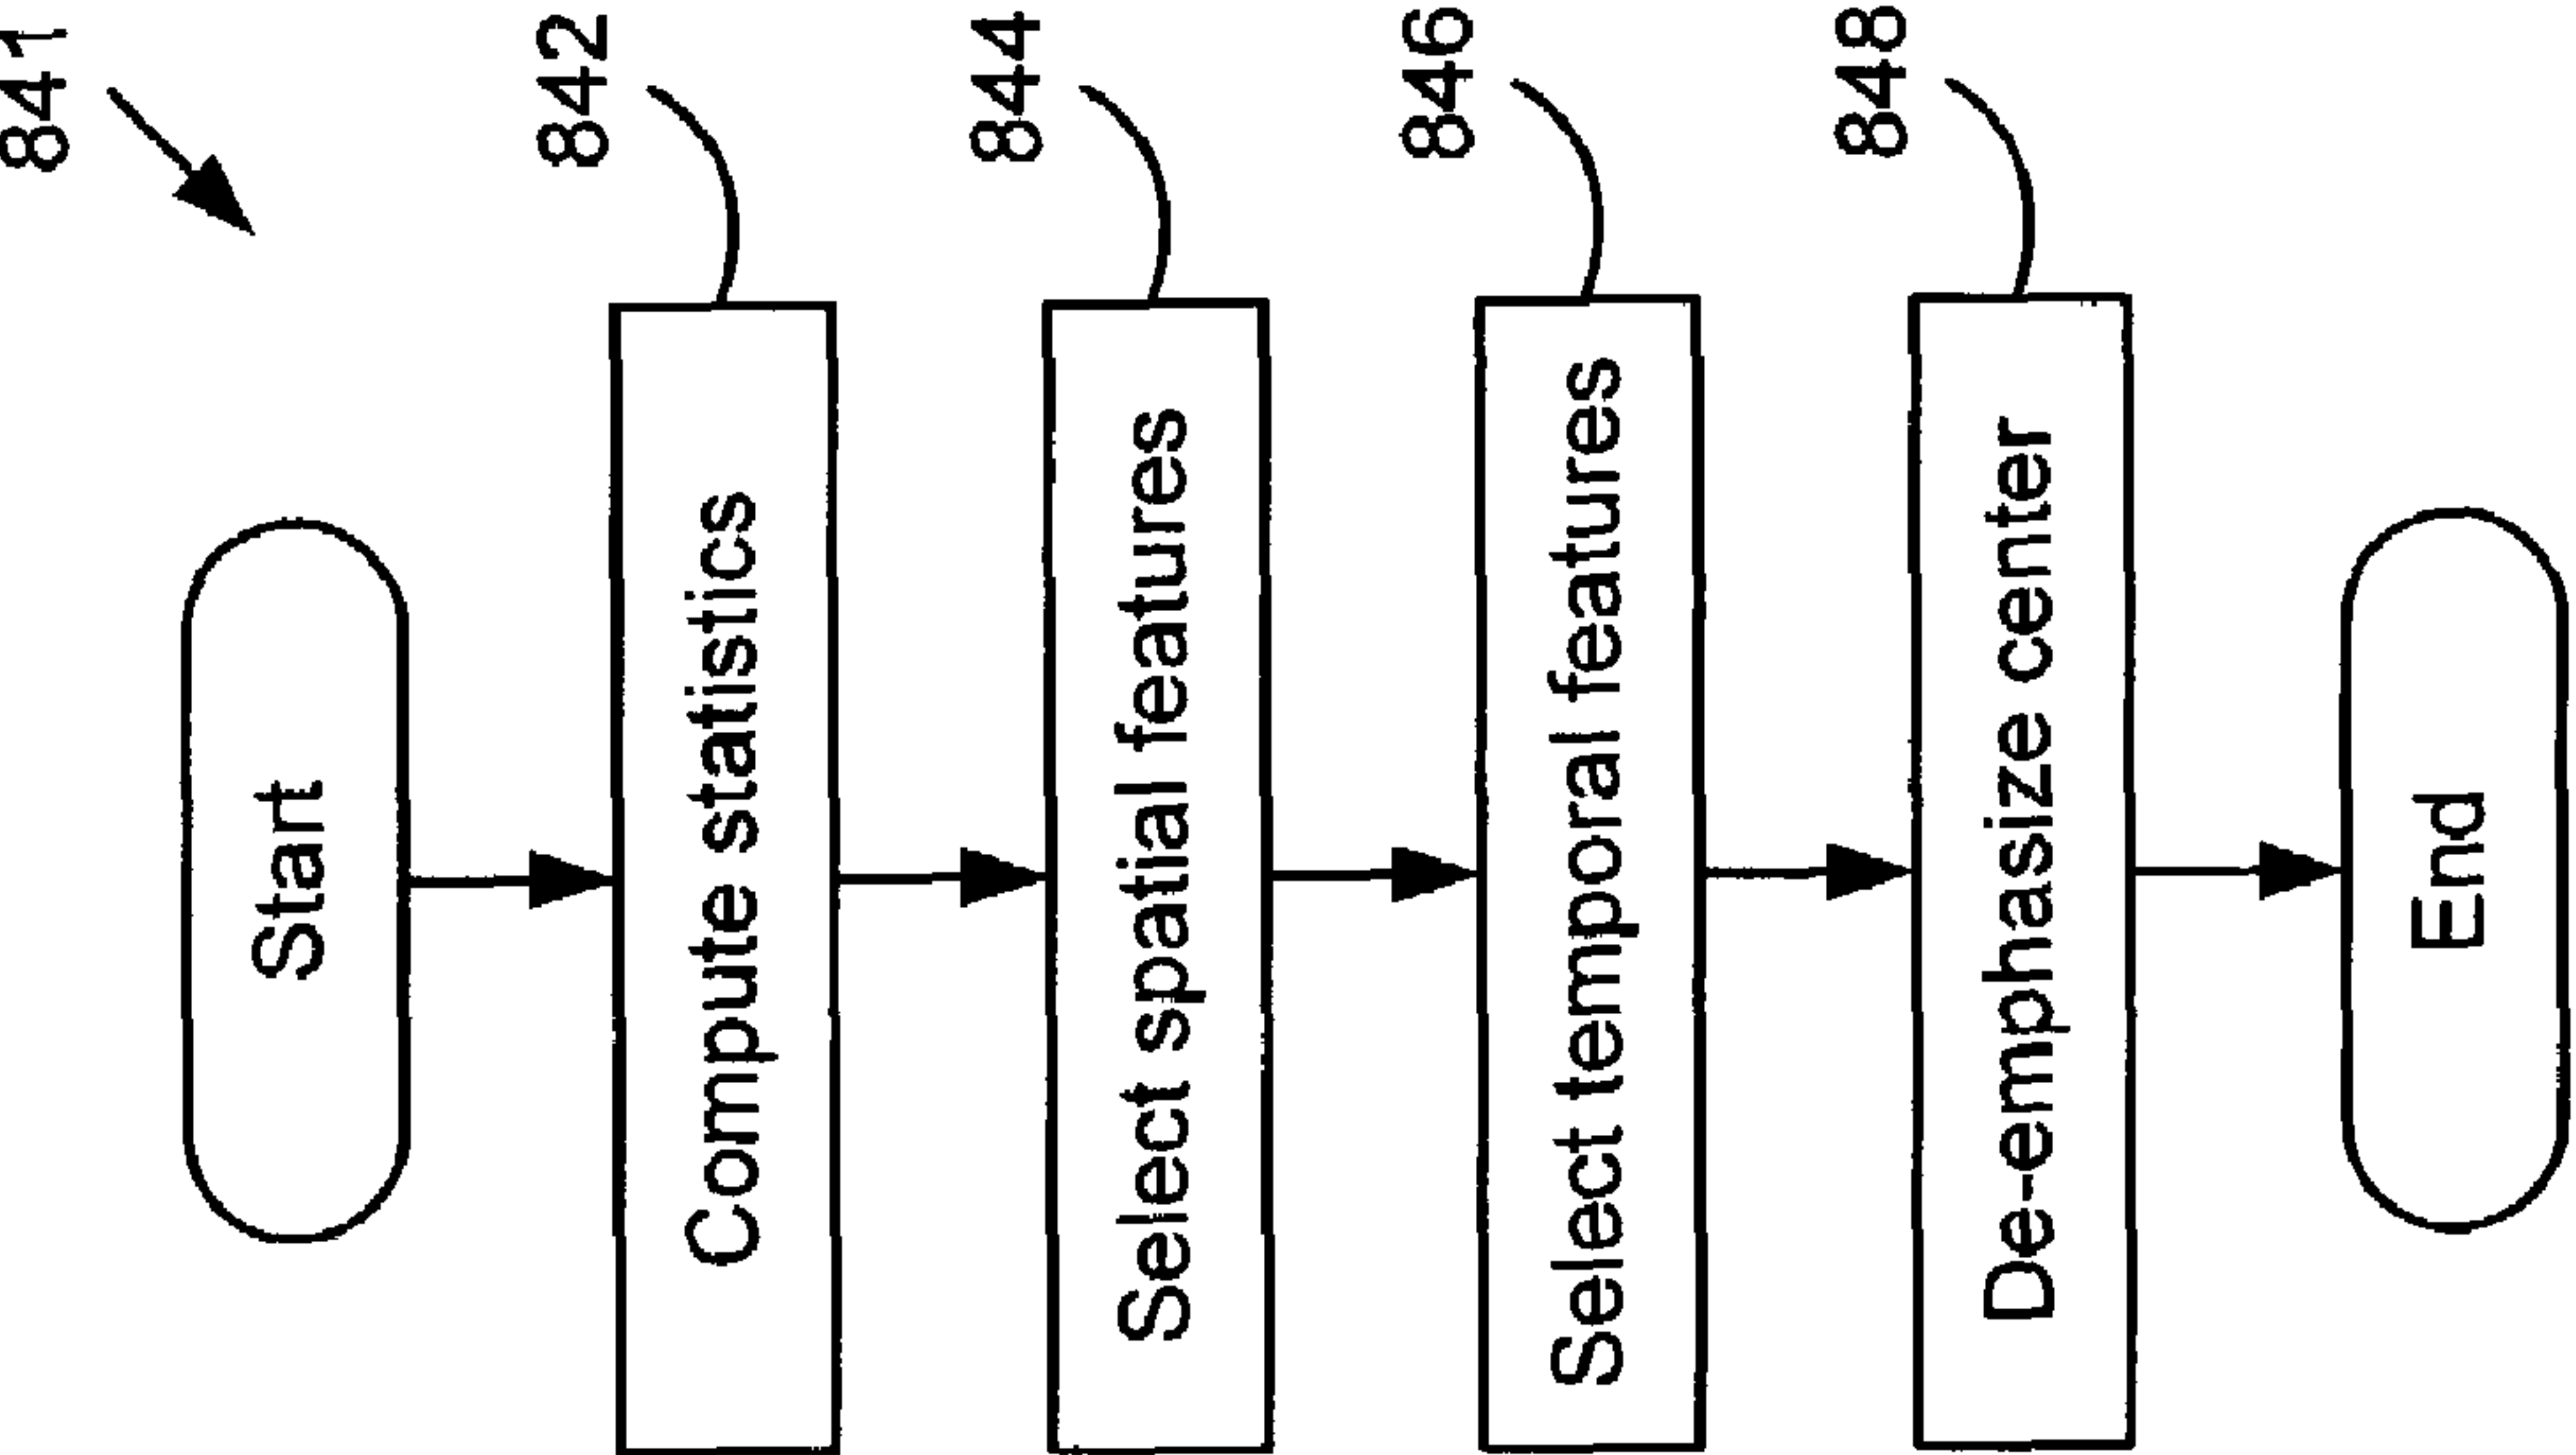 841
Start
842
Compute statistics
844
Select spatial features
846
Select temporal features
848
De-emphasize center
End